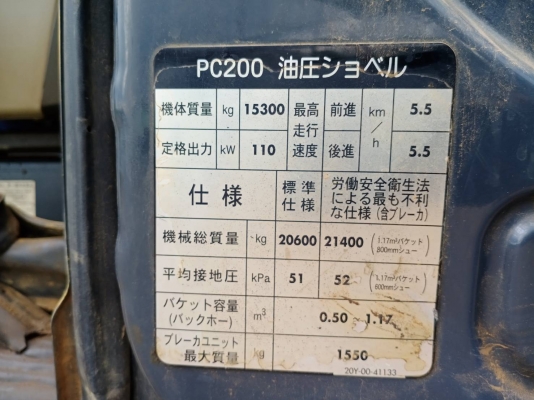 PC200 油圧ショベル
機体質量 kg 15300 最高走行速度 前進 km/h 5.5
定格出力 kW 110 後進 5.5
仕様 標準仕様 労働安全衛生法による最も不利な仕様(含ブレーカ)
機械総質量 kg 20600 21400 (1.17m³バケット 800mmシュー)
平均接地圧 kPa 51 52 (1.17m³バケット 600mmシュー)
バケット容量(バックホー) m³ 0.50 - 1.17
ブレーカユニット最大質量 kg 1550
20Y-00-41133